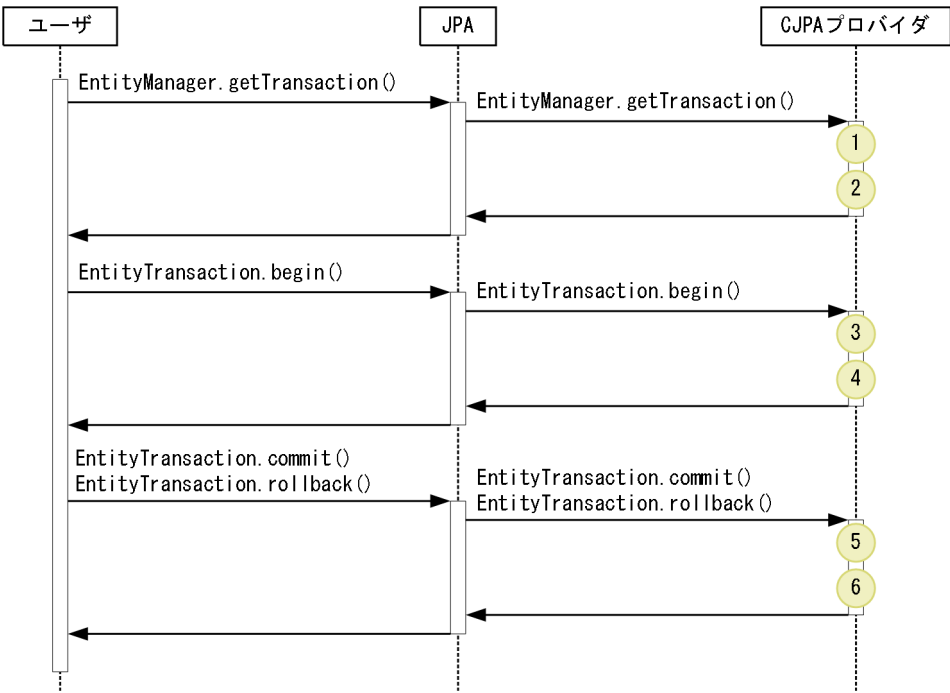 ユーザ
JPA
CJPAプロバイダ
EntityManager.getTransaction()
EntityManager.getTransaction()
1
2
EntityTransaction.begin()
EntityTransaction.begin()
3
4
EntityTransaction.commit()
EntityTransaction.rollback()
EntityTransaction.commit()
EntityTransaction.rollback()
5
6